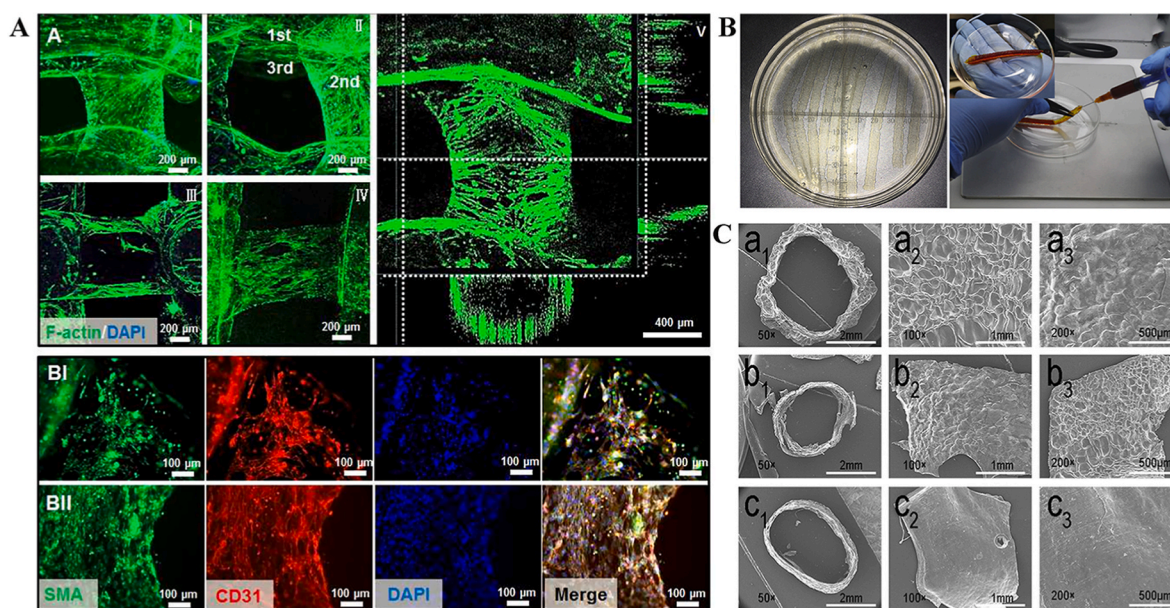 A
A
I
1st
3rd
II
2nd
V
200 µm
200 µm
III
IV
F-actin/DAPI
200 µm
200 µm
400 µm
BI
100 µm
100 µm
100 µm
100 µm
BII
SMA
100 µm
CD31
100 µm
DAPI
100 µm
Merge
100 µm
B
C
a1
50×
2mm
a2
100×
1mm
a3
200×
500µm
b1
50×
2mm
b2
100×
1mm
b3
200×
500µm
c1
50×
2mm
c2
100×
1mm
c3
200×
500µm